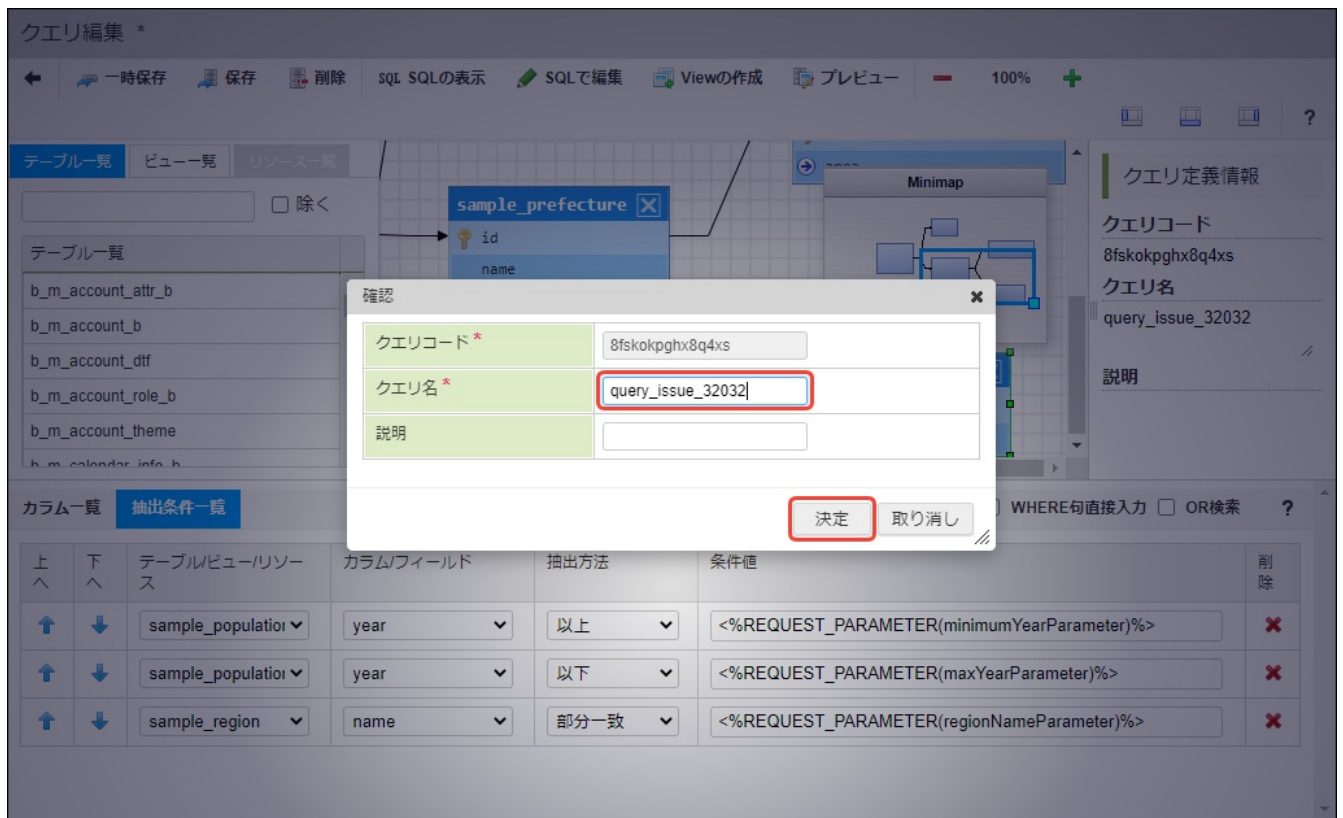 クエリ編集 *
一時保存 保存 削除 SQL SQLの表示 SQLで編集 Viewの作成 プレビュー 100%
?
テーブル一覧 ビュー一覧 リソース一覧
除く
テーブル一覧
b_m_account_attr_b
b_m_account_b
b_m_account_dtf
b_m_account_role_b
b_m_account_theme
b_m_calendar_info_b
sample_prefecture
id
name
Minimap
クエリ定義情報
クエリコード
8fskokpghx8q4xs
クエリ名
query_issue_32032
説明
確認
クエリコード *
8fskokpghx8q4xs
クエリ名 *
query_issue_32032
説明
決定 取り消し
カラム一覧 抽出条件一覧 WHERE句直接入力 OR検索 ?
上へ 下へ テーブル/ビュー/リソース カラム/フィールド 抽出方法 条件値 削除
sample_population year 以上 <%REQUEST_PARAMETER(minimumYearParameter)%>
sample_population year 以下 <%REQUEST_PARAMETER(maxYearParameter)%>
sample_region name 部分一致 <%REQUEST_PARAMETER(regionNameParameter)%>